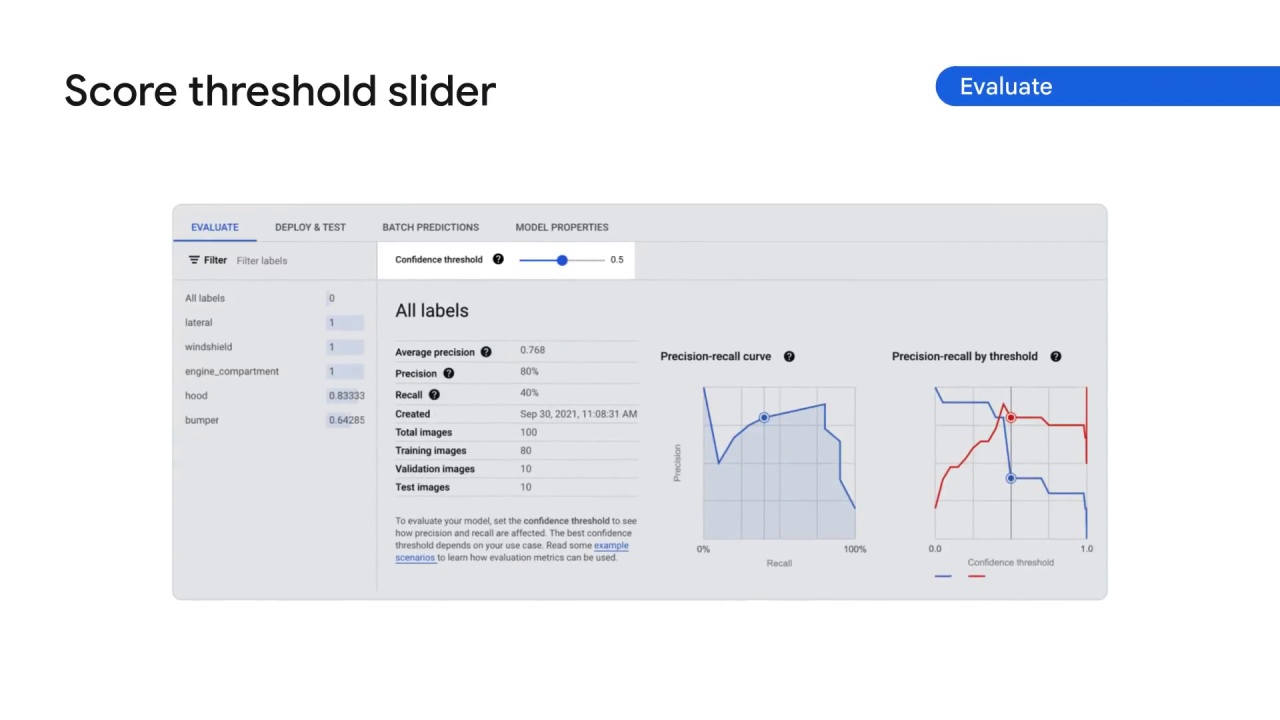 Score threshold slider
Evaluate
EVALUATE
DEPLOY & TEST
BATCH PREDICTIONS
MODEL PROPERTIES
Filter
Filter labels
Confidence threshold
0.5
All labels 0
lateral 1
windshield 1
engine_compartment 1
hood 0.83333
bumper 0.64285
All labels
Average precision 0.768
Precision 80%
Recall 40%
Created Sep 30, 2021, 11:08:31 AM
Total images 100
Training images 80
Validation images 10
Test images 10
To evaluate your model, set the confidence threshold to see
how precision and recall are affected. The best confidence
threshold depends on your use case. Read some example
scenarios to learn how evaluation metrics can be used.
Precision-recall curve
Precision
0% 100%
Recall
Precision-recall by threshold
0.0 1.0
Confidence threshold